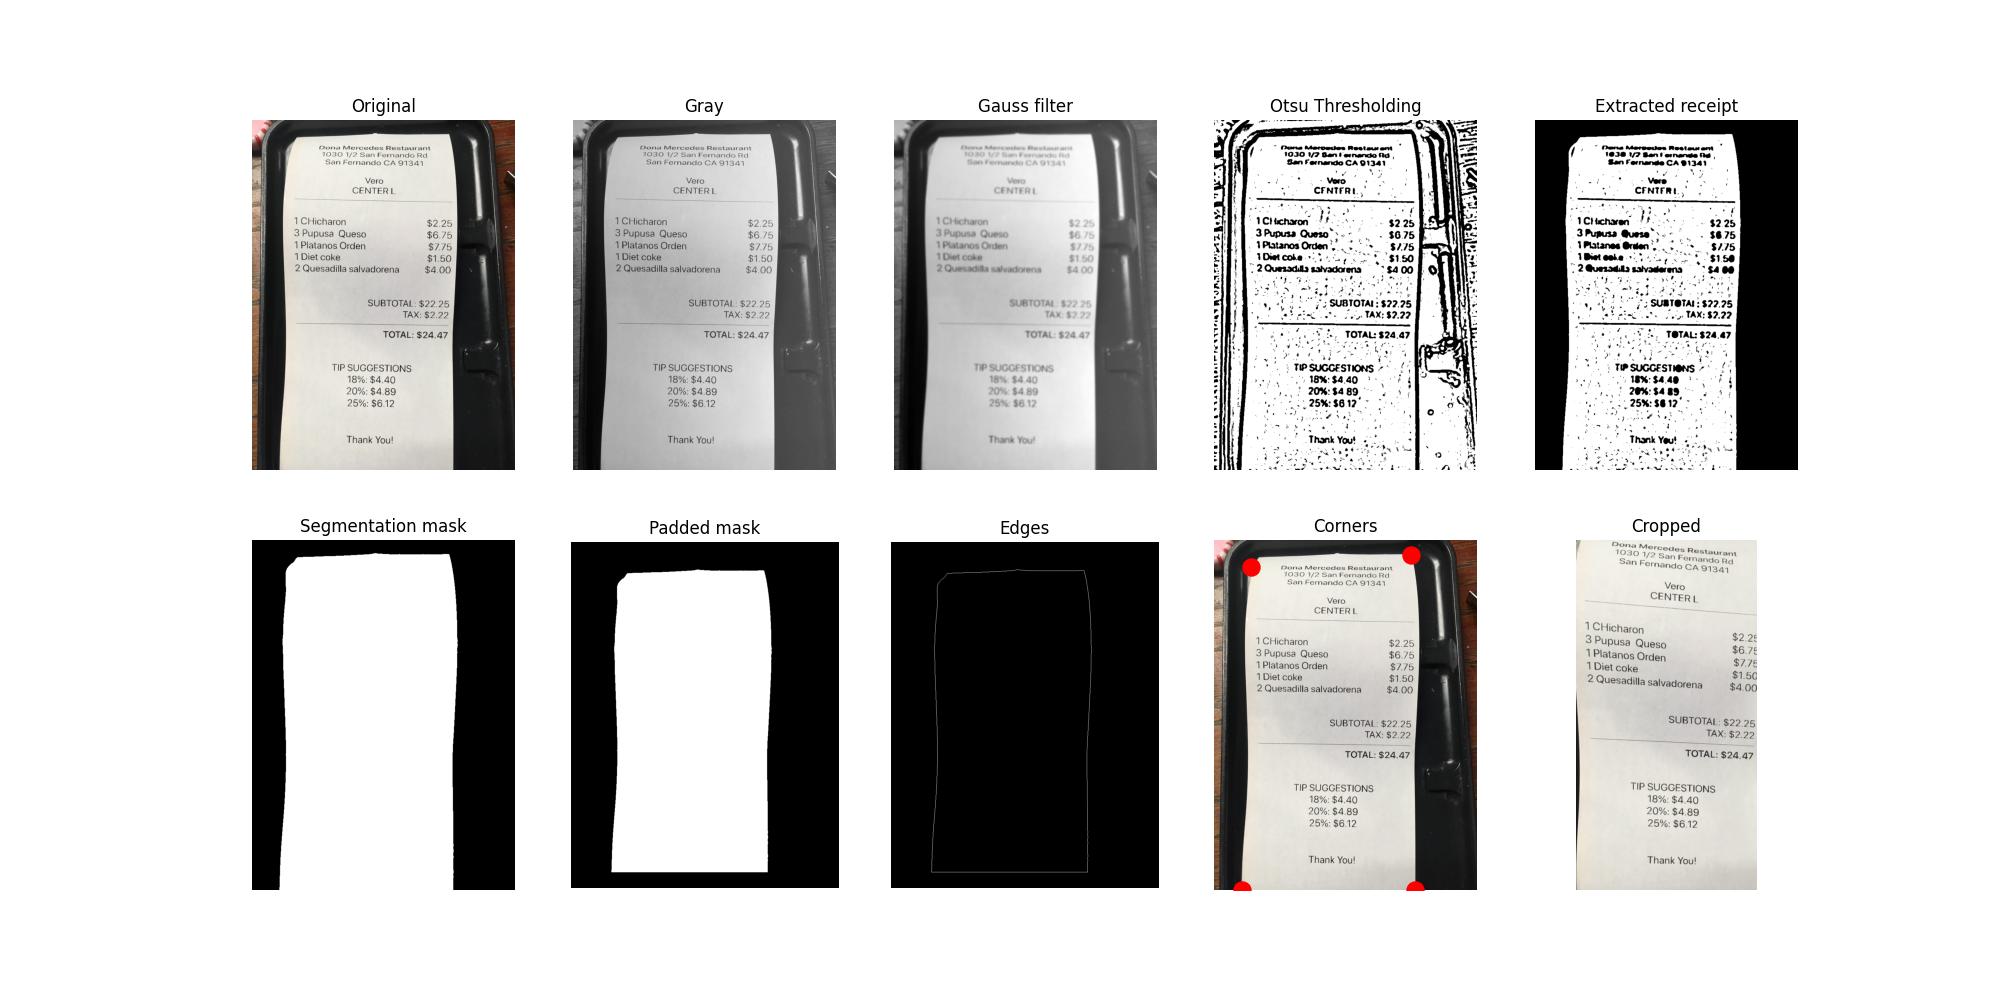 Original
Dona Mercedes Restaurant
1030 1/2 San Fernando Rd
San Fernando CA 91341
Vero
CENTER L
1 CHicharon $2.25
3 Pupusa Queso $6.75
1 Platanos Orden $7.75
1 Diet coke $1.50
2 Quesadilla salvadorena $4.00
SUBTOTAL: $22.25
TAX: $2.22
TOTAL: $24.47
TIP SUGGESTIONS
18%: $4.40
20%: $4.89
25%: $6.12
Thank You!
Gray
Dona Mercedes Restaurant
1030 1/2 San Fernando Rd
San Fernando CA 91341
Vero
CENTER L
1 CHicharon $2.25
3 Pupusa Queso $6.75
1 Platanos Orden $7.75
1 Diet coke $1.50
2 Quesadilla salvadorena $4.00
SUBTOTAL: $22.25
TAX: $2.22
TOTAL: $24.47
TIP SUGGESTIONS
18%: $4.40
20%: $4.89
25%: $6.12
Thank You!
Gauss filter
Dona Mercedes Restaurant
1030 1/2 San Fernando Rd
San Fernando CA 91341
Vero
CENTER L
1 CHicharon $2.25
3 Pupusa Queso $6.75
1 Platanos Orden $7.75
1 Diet coke $1.50
2 Quesadilla salvadorena $4.00
SUBTOTAL: $22.25
TAX: $2.22
TOTAL: $24.47
TIP SUGGESTIONS
18%: $4.40
20%: $4.89
25%: $6.12
Thank You!
Otsu Thresholding
Dona Mercedes Restaurant
1030 1/2 San Fernando Rd
San Fernando CA 91341
Vero
CENTER L
1 CHicharon $2.25
3 Pupusa Queso $6.75
1 Platanos Orden $7.75
1 Diet coke $1.50
2 Quesadilla salvadorena $4.00
SUBTOTAL: $22.25
TAX: $2.22
TOTAL: $24.47
TIP SUGGESTIONS
18%: $4.40
20%: $4.89
25%: $6.12
Thank You!
Extracted receipt
Dona Mercedes Restaurant
1030 1/2 San Fernando Rd
San Fernando CA 91341
Vero
CENTER L
1 CHicharon $2.25
3 Pupusa Queso $6.75
1 Platanos Orden $7.75
1 Diet coke $1.50
2 Quesadilla salvadorena $4.00
SUBTOTAL: $22.25
TAX: $2.22
TOTAL: $24.47
TIP SUGGESTIONS
18%: $4.40
20%: $4.89
25%: $6.12
Thank You!
Segmentation mask
Padded mask
Edges
Corners
Dona Mercedes Restaurant
1030 1/2 San Fernando Rd
San Fernando CA 91341
Vero
CENTER L
1 CHicharon $2.25
3 Pupusa Queso $6.75
1 Platanos Orden $7.75
1 Diet coke $1.50
2 Quesadilla salvadorena $4.00
SUBTOTAL: $22.25
TAX: $2.22
TOTAL: $24.47
TIP SUGGESTIONS
18%: $4.40
20%: $4.89
25%: $6.12
Thank You!
Cropped
Dona Mercedes Restaurant
1030 1/2 San Fernando Rd
San Fernando CA 91341
Vero
CENTER L
1 CHicharon $2.25
3 Pupusa Queso $6.75
1 Platanos Orden $7.75
1 Diet coke $1.50
2 Quesadilla salvadorena $4.00
SUBTOTAL: $22.25
TAX: $2.22
TOTAL: $24.47
TIP SUGGESTIONS
18%: $4.40
20%: $4.89
25%: $6.12
Thank You!